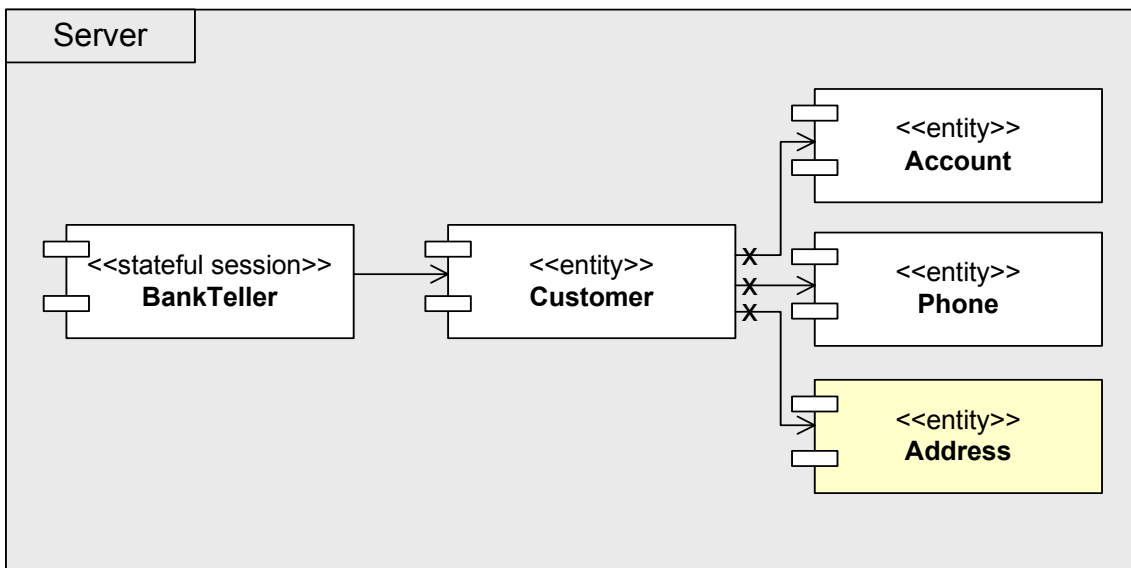 Server
<<entity>>
Account
<<stateful session>>
BankTeller
<<entity>>
Customer
x
x
x
<<entity>>
Phone
<<entity>>
Address